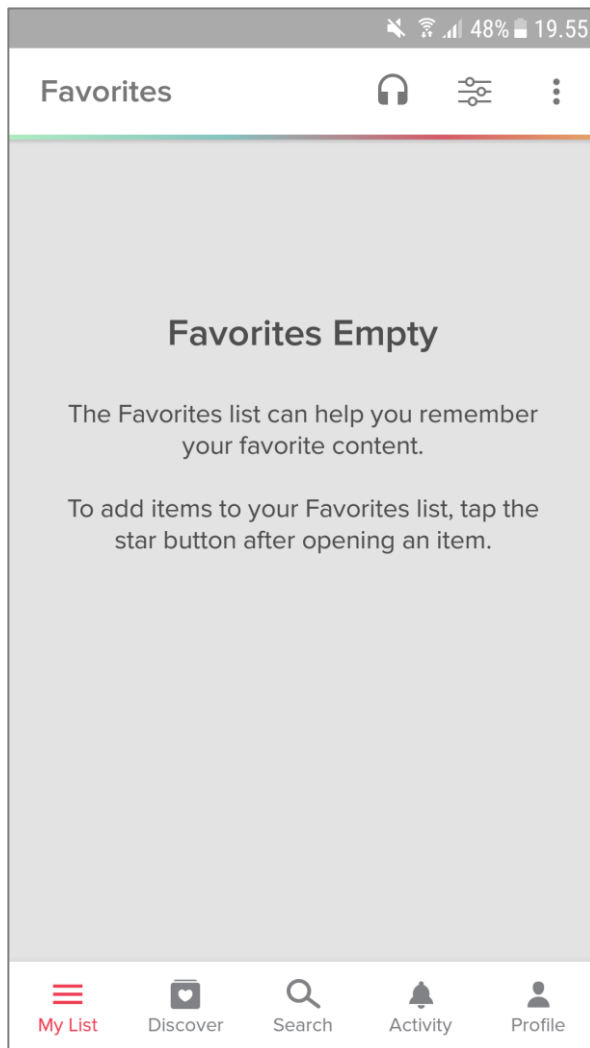 48% 19.55
Favorites
Favorites Empty
The Favorites list can help you remember
your favorite content.
To add items to your Favorites list, tap the
star button after opening an item.
My List Discover Search Activity Profile